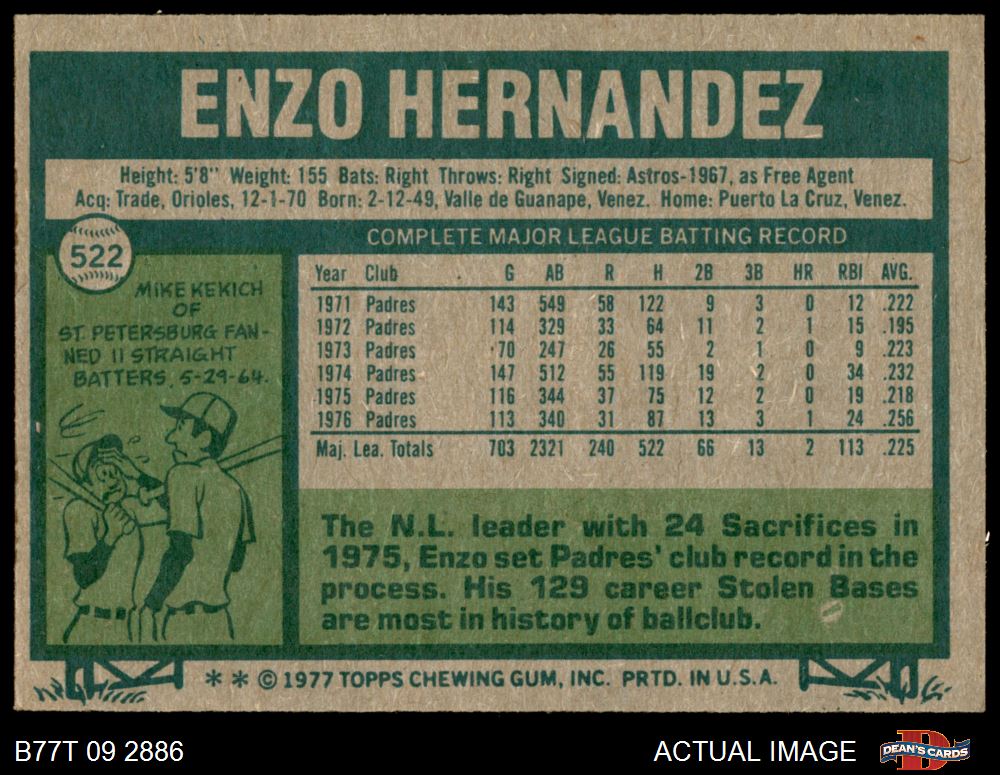 ENZO HERNANDEZ
Height: 5'8" Weight: 155 Bats: Right Throws: Right Signed: Astros-1967, as Free Agent
Acq: Trade, Orioles, 12-1-70 Born: 2-12-49, Valle de Guanape, Venez. Home: Puerto La Cruz, Venez.
522
MIKE KEKICH
OF
ST. PETERSBURG FAN-
NED 11 STRAIGHT
BATTERS, 5-29-64.
COMPLETE MAJOR LEAGUE BATTING RECORD
Year Club G AB R H 2B 3B HR RBI AVG.
1971 Padres 143 549 58 122 9 3 0 12 .222
1972 Padres 114 329 33 64 11 2 1 15 .195
1973 Padres 70 247 26 55 2 1 0 9 .223
1974 Padres 147 512 55 119 19 2 0 34 .232
1975 Padres 116 344 37 75 12 2 0 19 .218
1976 Padres 113 340 31 87 13 3 1 24 .256
Maj. Lea. Totals 703 2321 240 522 66 13 2 113 .225
The N.L. leader with 24 Sacrifices in
1975, Enzo set Padres' club record in the
process. His 129 career Stolen Bases
are most in history of ballclub.
* * © 1977 TOPPS CHEWING GUM, INC. PRTD. IN U.S.A.
B77T 09 2886
ACTUAL IMAGE
D
DEAN'S CARDS